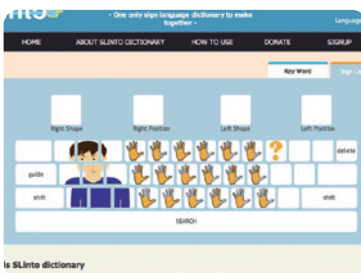 - One only sign language dictionary to make
together -
Language
HOME ABOUT SLINTO DICTIONARY HOW TO USE DONATE SIGNUP
Key Word
Right Shape Right Position Left Shape Left Position
?
delete
guide
shift shift
SEARCH
is SLinto dictionary